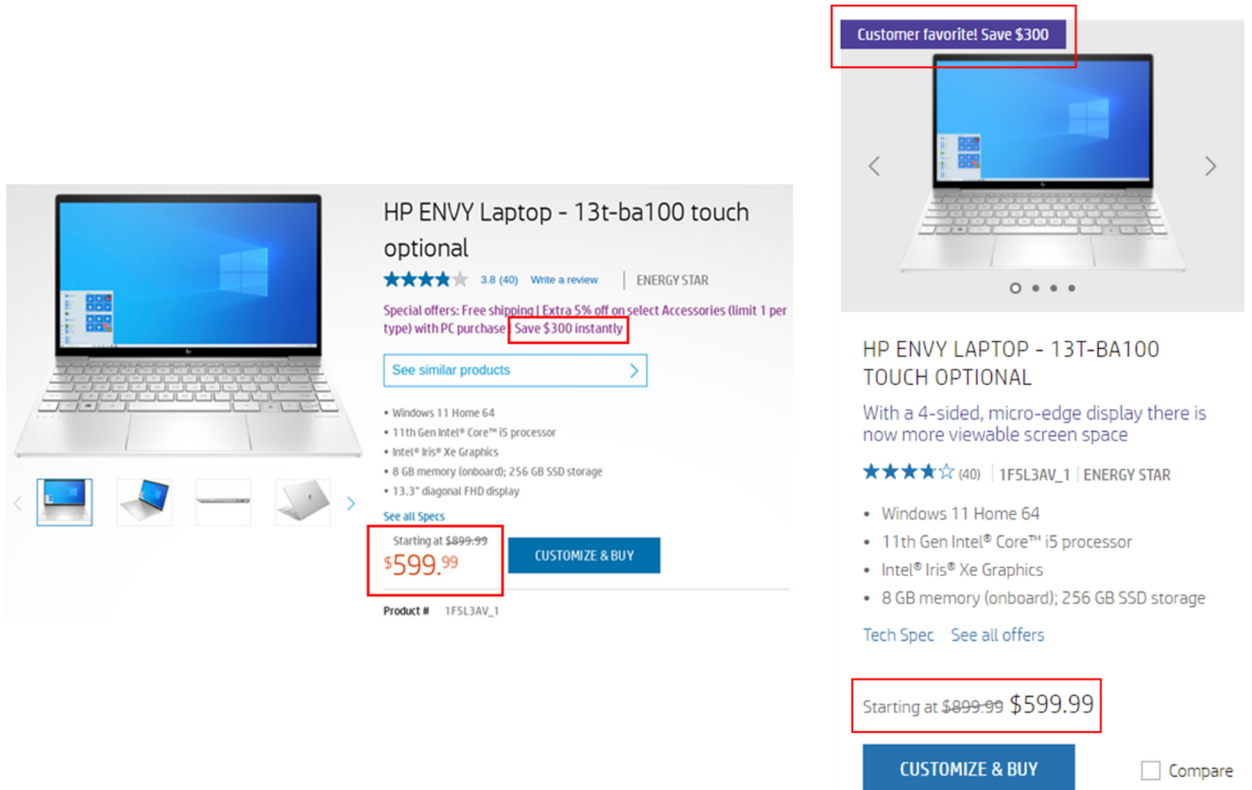 HP ENVY Laptop - 13t-ba100 touch
optional
3.8 (40) Write a review | ENERGY STAR
Special offers: Free shipping | Extra 5% off on select Accessories (limit 1 per
type) with PC purchase | Save $300 instantly
See similar products
• Windows 11 Home 64
• 11th Gen Intel® Core™ i5 processor
• Intel® Iris® Xe Graphics
• 8 GB memory (onboard); 256 GB SSD storage
• 13.3" diagonal FHD display
See all Specs
Starting at $899.99
$599.99
CUSTOMIZE & BUY
Product # 1F5L3AV_1
Customer favorite! Save $300
HP ENVY LAPTOP - 13T-BA100
TOUCH OPTIONAL
With a 4-sided, micro-edge display there is
now more viewable screen space
(40) | 1F5L3AV_1 | ENERGY STAR
• Windows 11 Home 64
• 11th Gen Intel® Core™ i5 processor
• Intel® Iris® Xe Graphics
• 8 GB memory (onboard); 256 GB SSD storage
Tech Spec See all offers
Starting at $899.99 $599.99
CUSTOMIZE & BUY
Compare